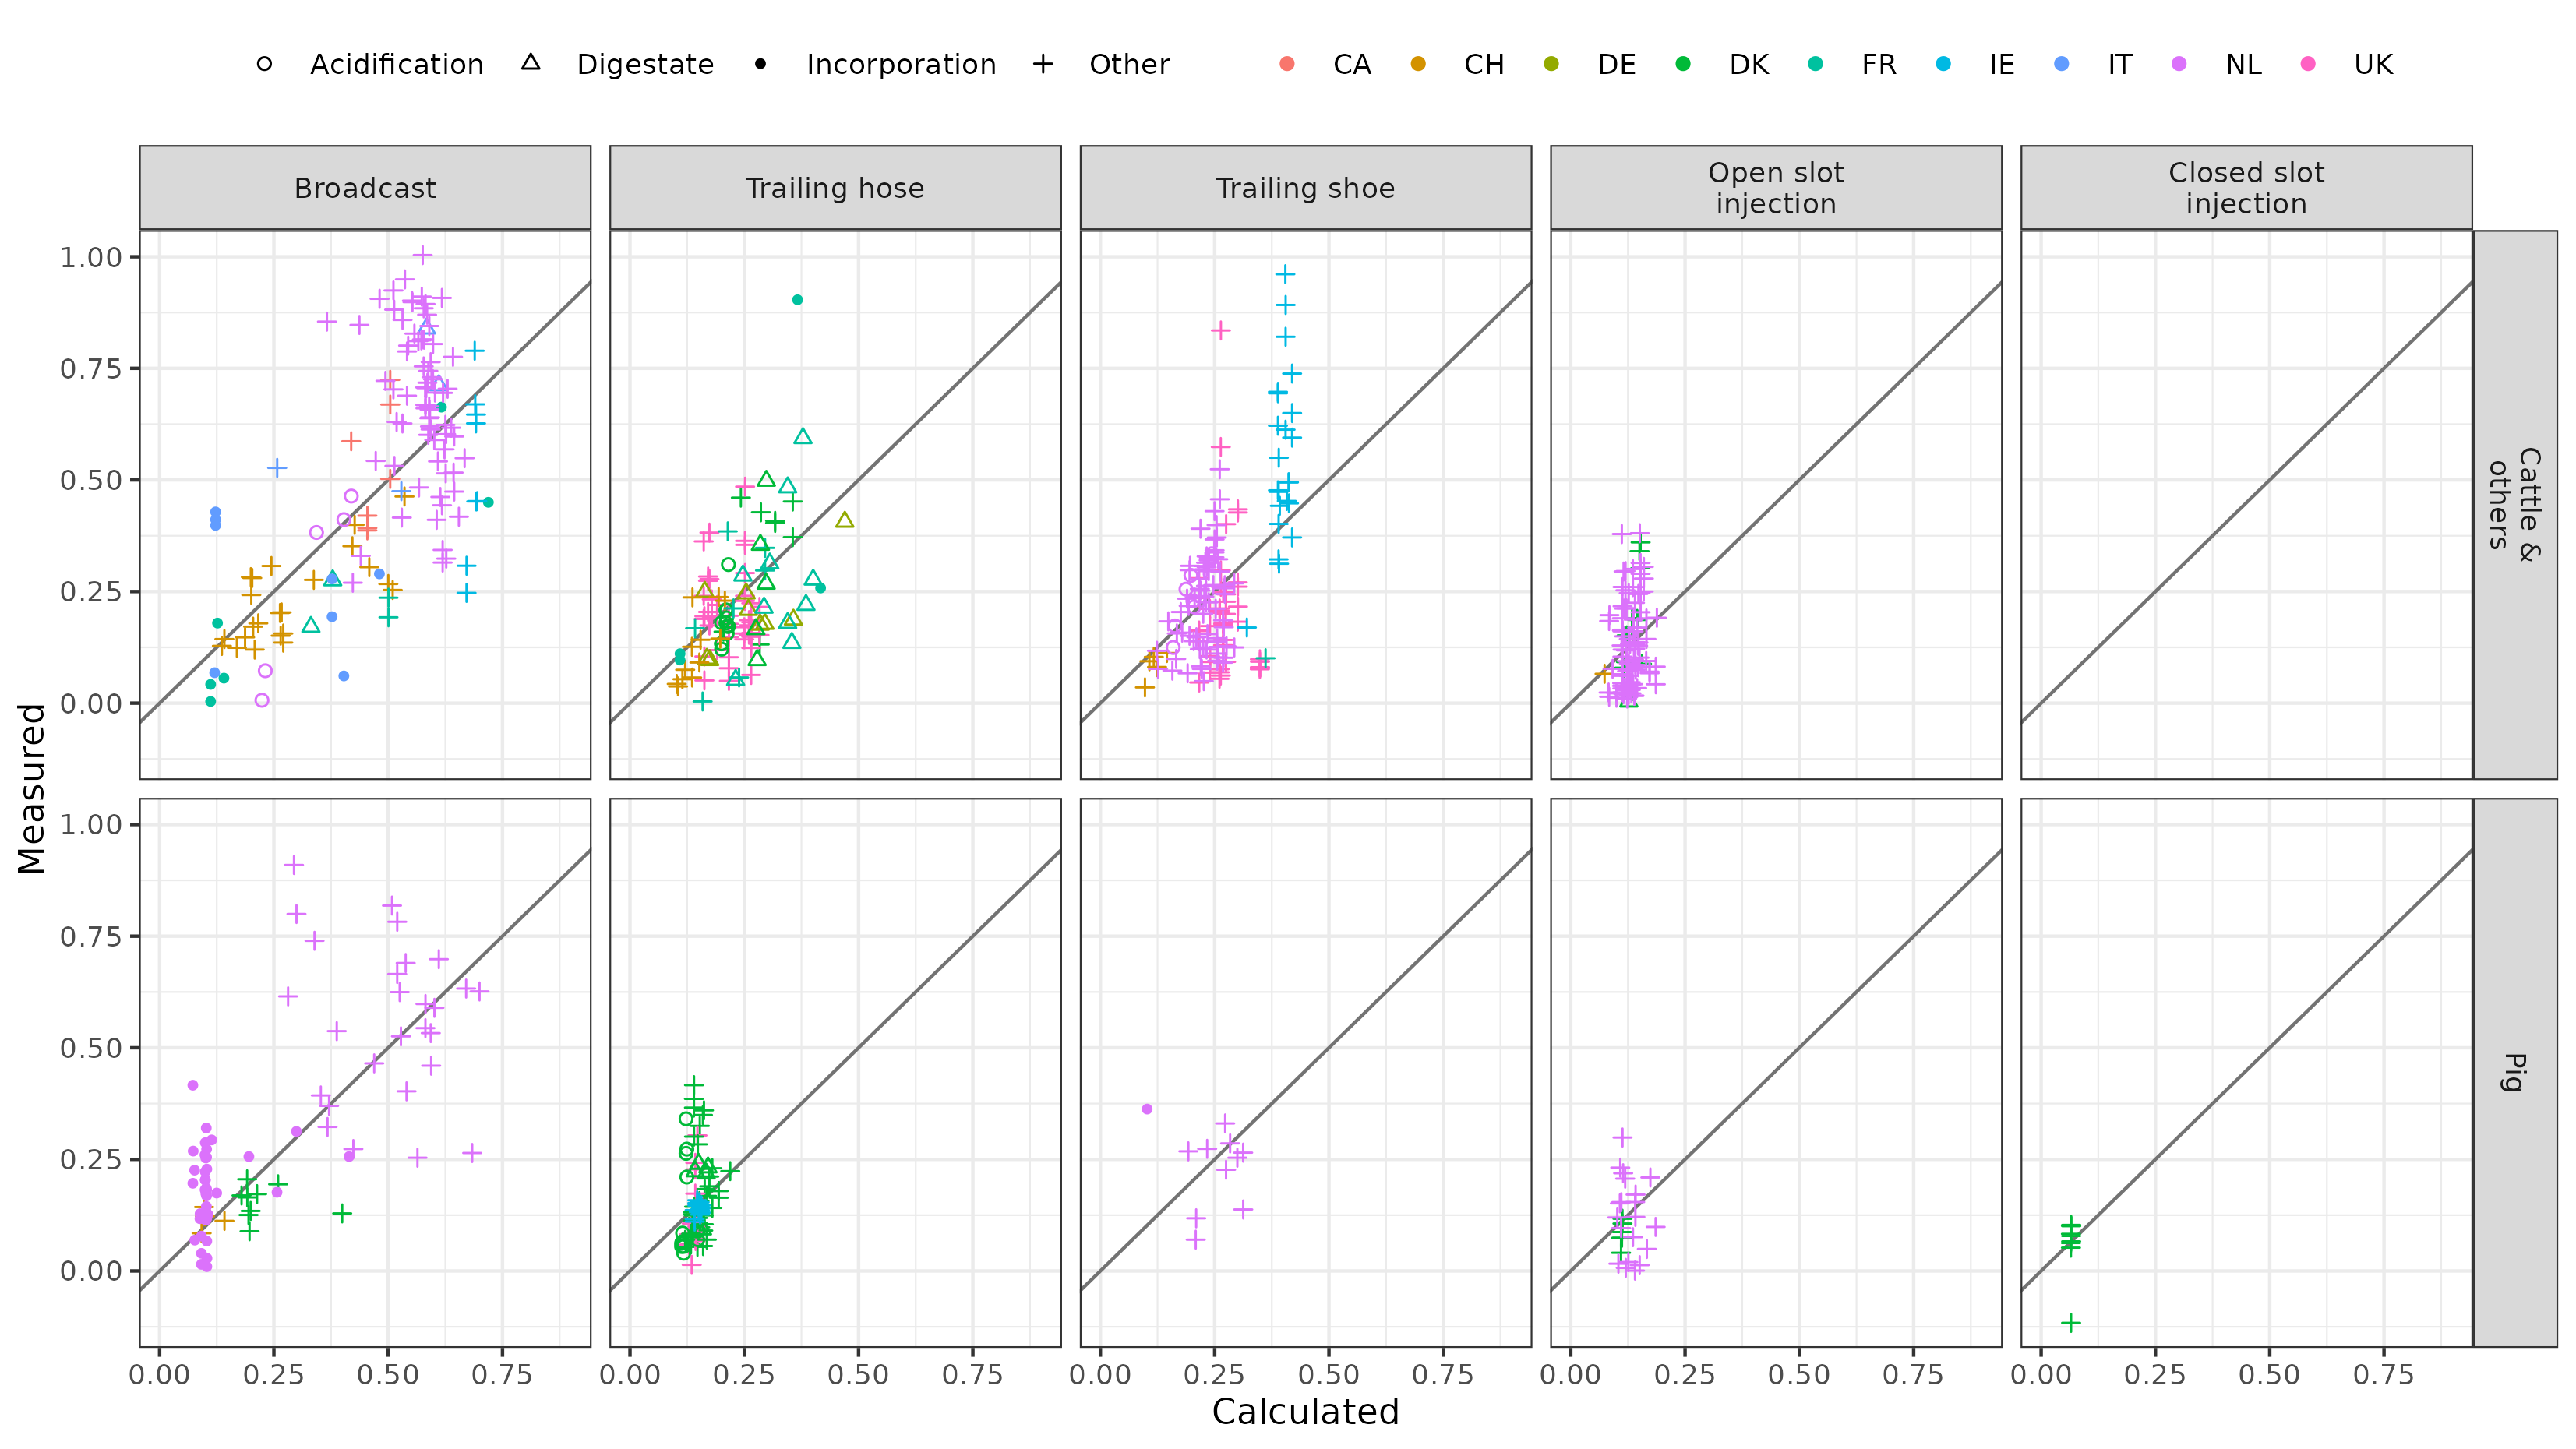 Acidification Digestate Incorporation Other CA CH DE DK FR IE IT NL UK
Broadcast
Trailing hose
Trailing shoe
Open slot
injection
Closed slot
injection
1.00
0.75
0.50
0.25
0.00
Cattle &
others
1.00
0.75
0.50
0.25
0.00
Pig
Measured
0.00 0.25 0.50 0.75
0.00 0.25 0.50 0.75
0.00 0.25 0.50 0.75
0.00 0.25 0.50 0.75
0.00 0.25 0.50 0.75
Calculated